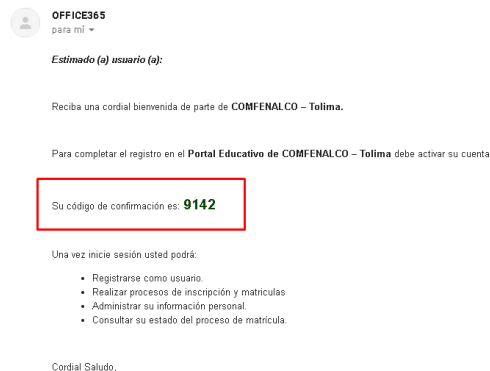 OFFICE365
para mi
Estimado (a) usuario (a):
Reciba una cordial bienvenida de parte de COMFENALCO – Tolima.
Para completar el registro en el Portal Educativo de COMFENALCO – Tolima debe activar su cuenta
Su código de confirmación es: 9142
Una vez inicie sesión usted podrá:
• Registrarse como usuario.
• Realizar procesos de inscripción y matriculas
• Administrar su información personal.
• Consultar su estado del proceso de matrícula.
Cordial Saludo,